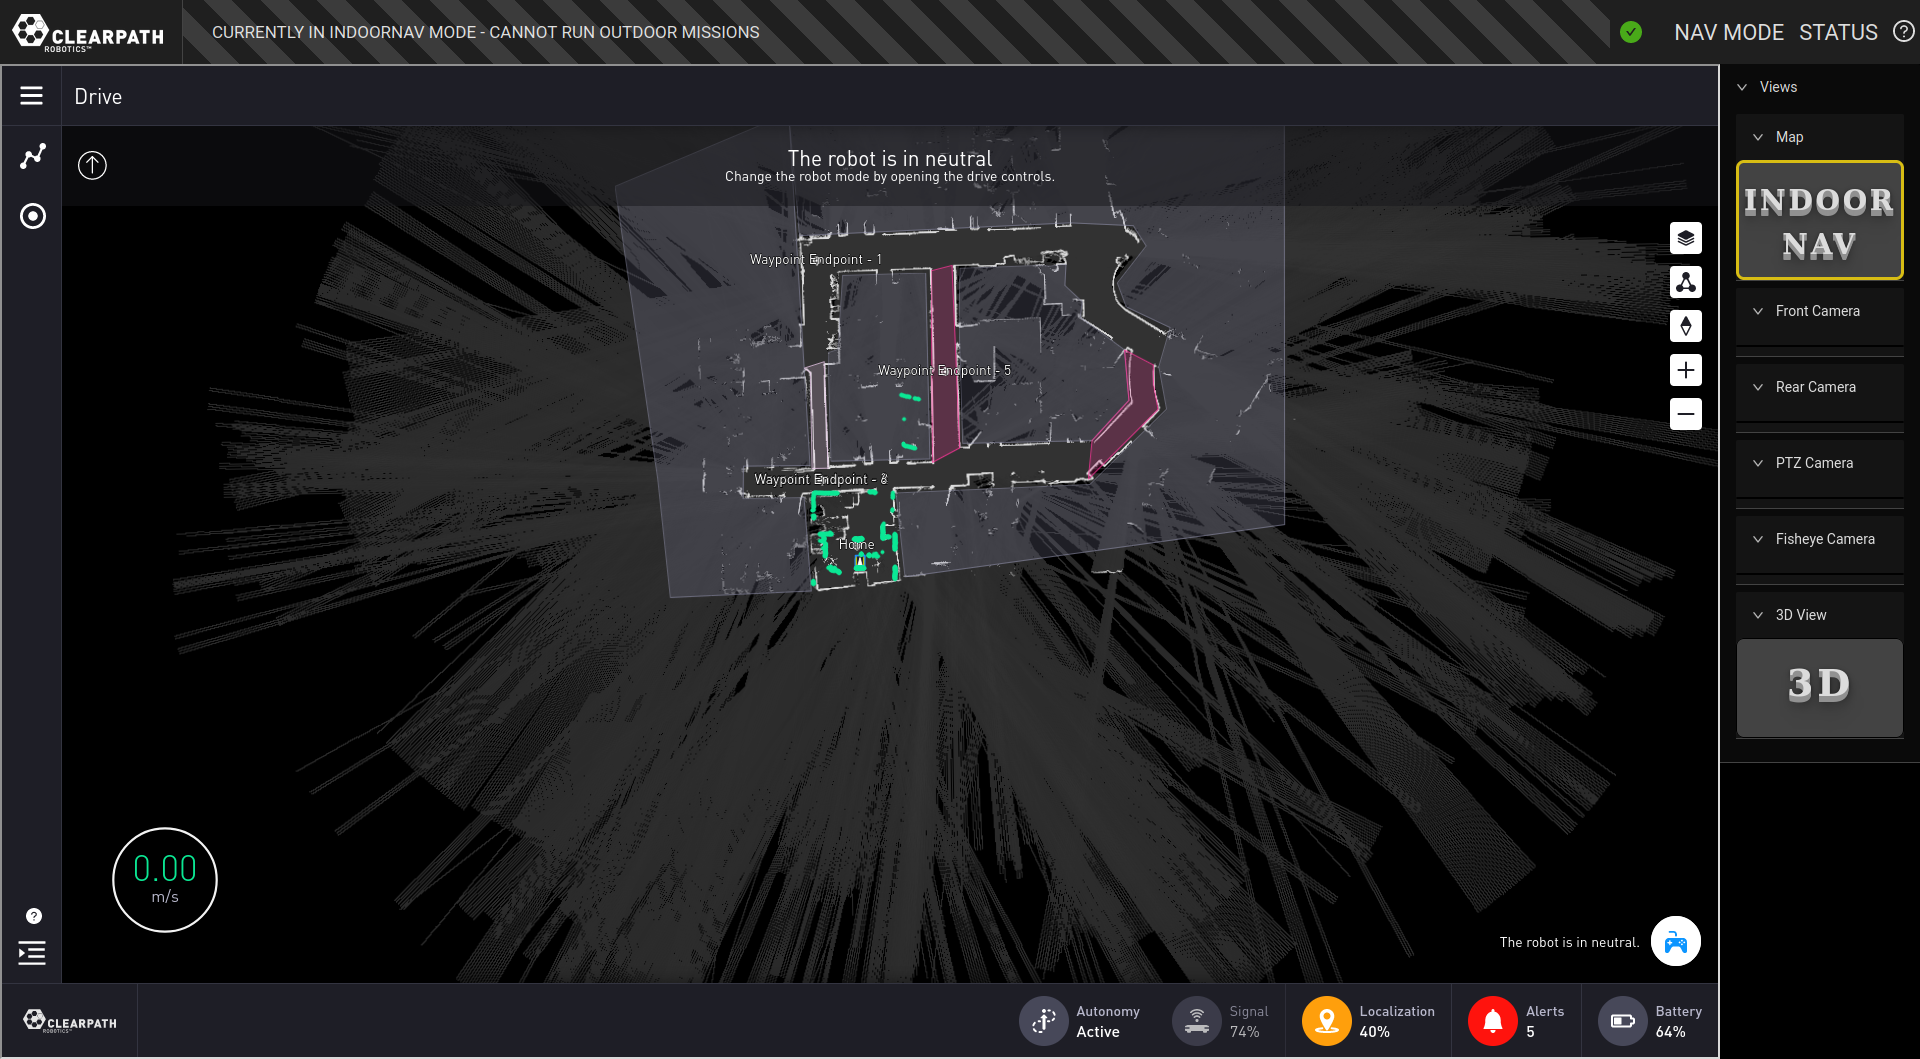 CLEARPATH
ROBOTICS™
CURRENTLY IN INDOORNAV MODE - CANNOT RUN OUTDOOR MISSIONS
NAV MODE
STATUS
?
Drive
The robot is in neutral
Change the robot mode by opening the drive controls.
Waypoint Endpoint - 1
Waypoint Endpoint - 5
Waypoint Endpoint -
Home
0.00
m/s
?
The robot is in neutral.
Views
Map
INDOOR
NAV
Front Camera
Rear Camera
PTZ Camera
Fisheye Camera
3D View
3D
CLEARPATH
ROBOTICS
Autonomy
Active
Signal
74%
Localization
40%
Alerts
5
Battery
64%